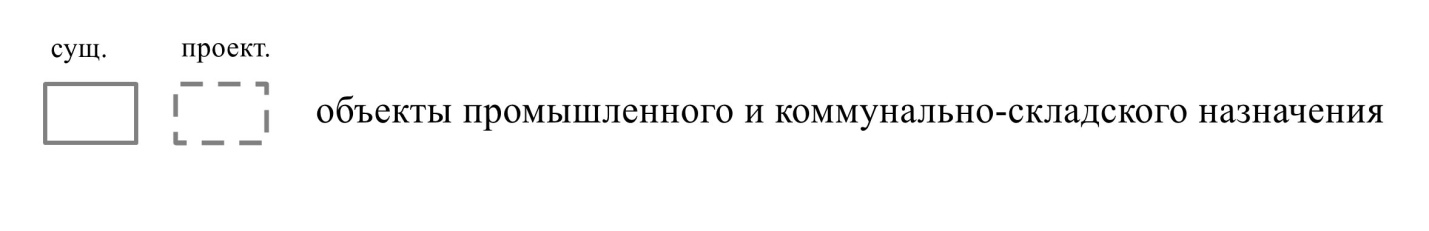 сущ. проект.
объекты промышленного и коммунально-складского назначения